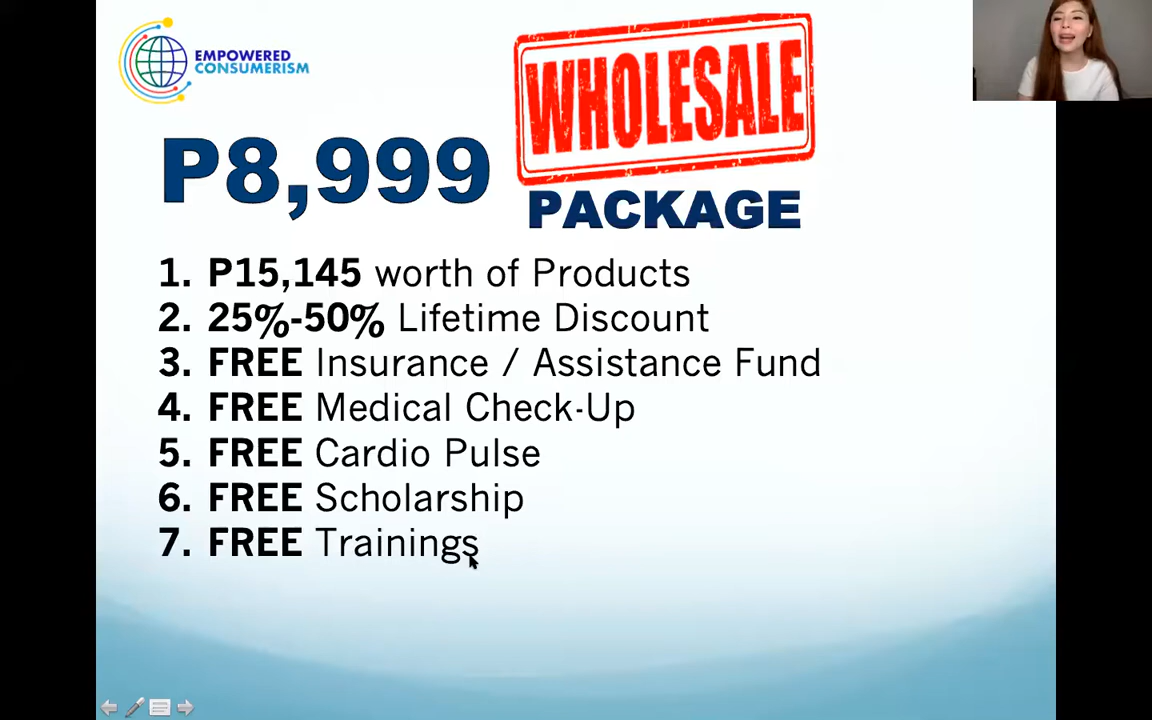 EMPOWERED
CONSUMERISM
WHOLESALE
P8,999
PACKAGE
1. P15,145 worth of Products
2. 25%-50% Lifetime Discount
3. FREE Insurance / Assistance Fund
4. FREE Medical Check-Up
5. FREE Cardio Pulse
6. FREE Scholarship
7. FREE Trainings